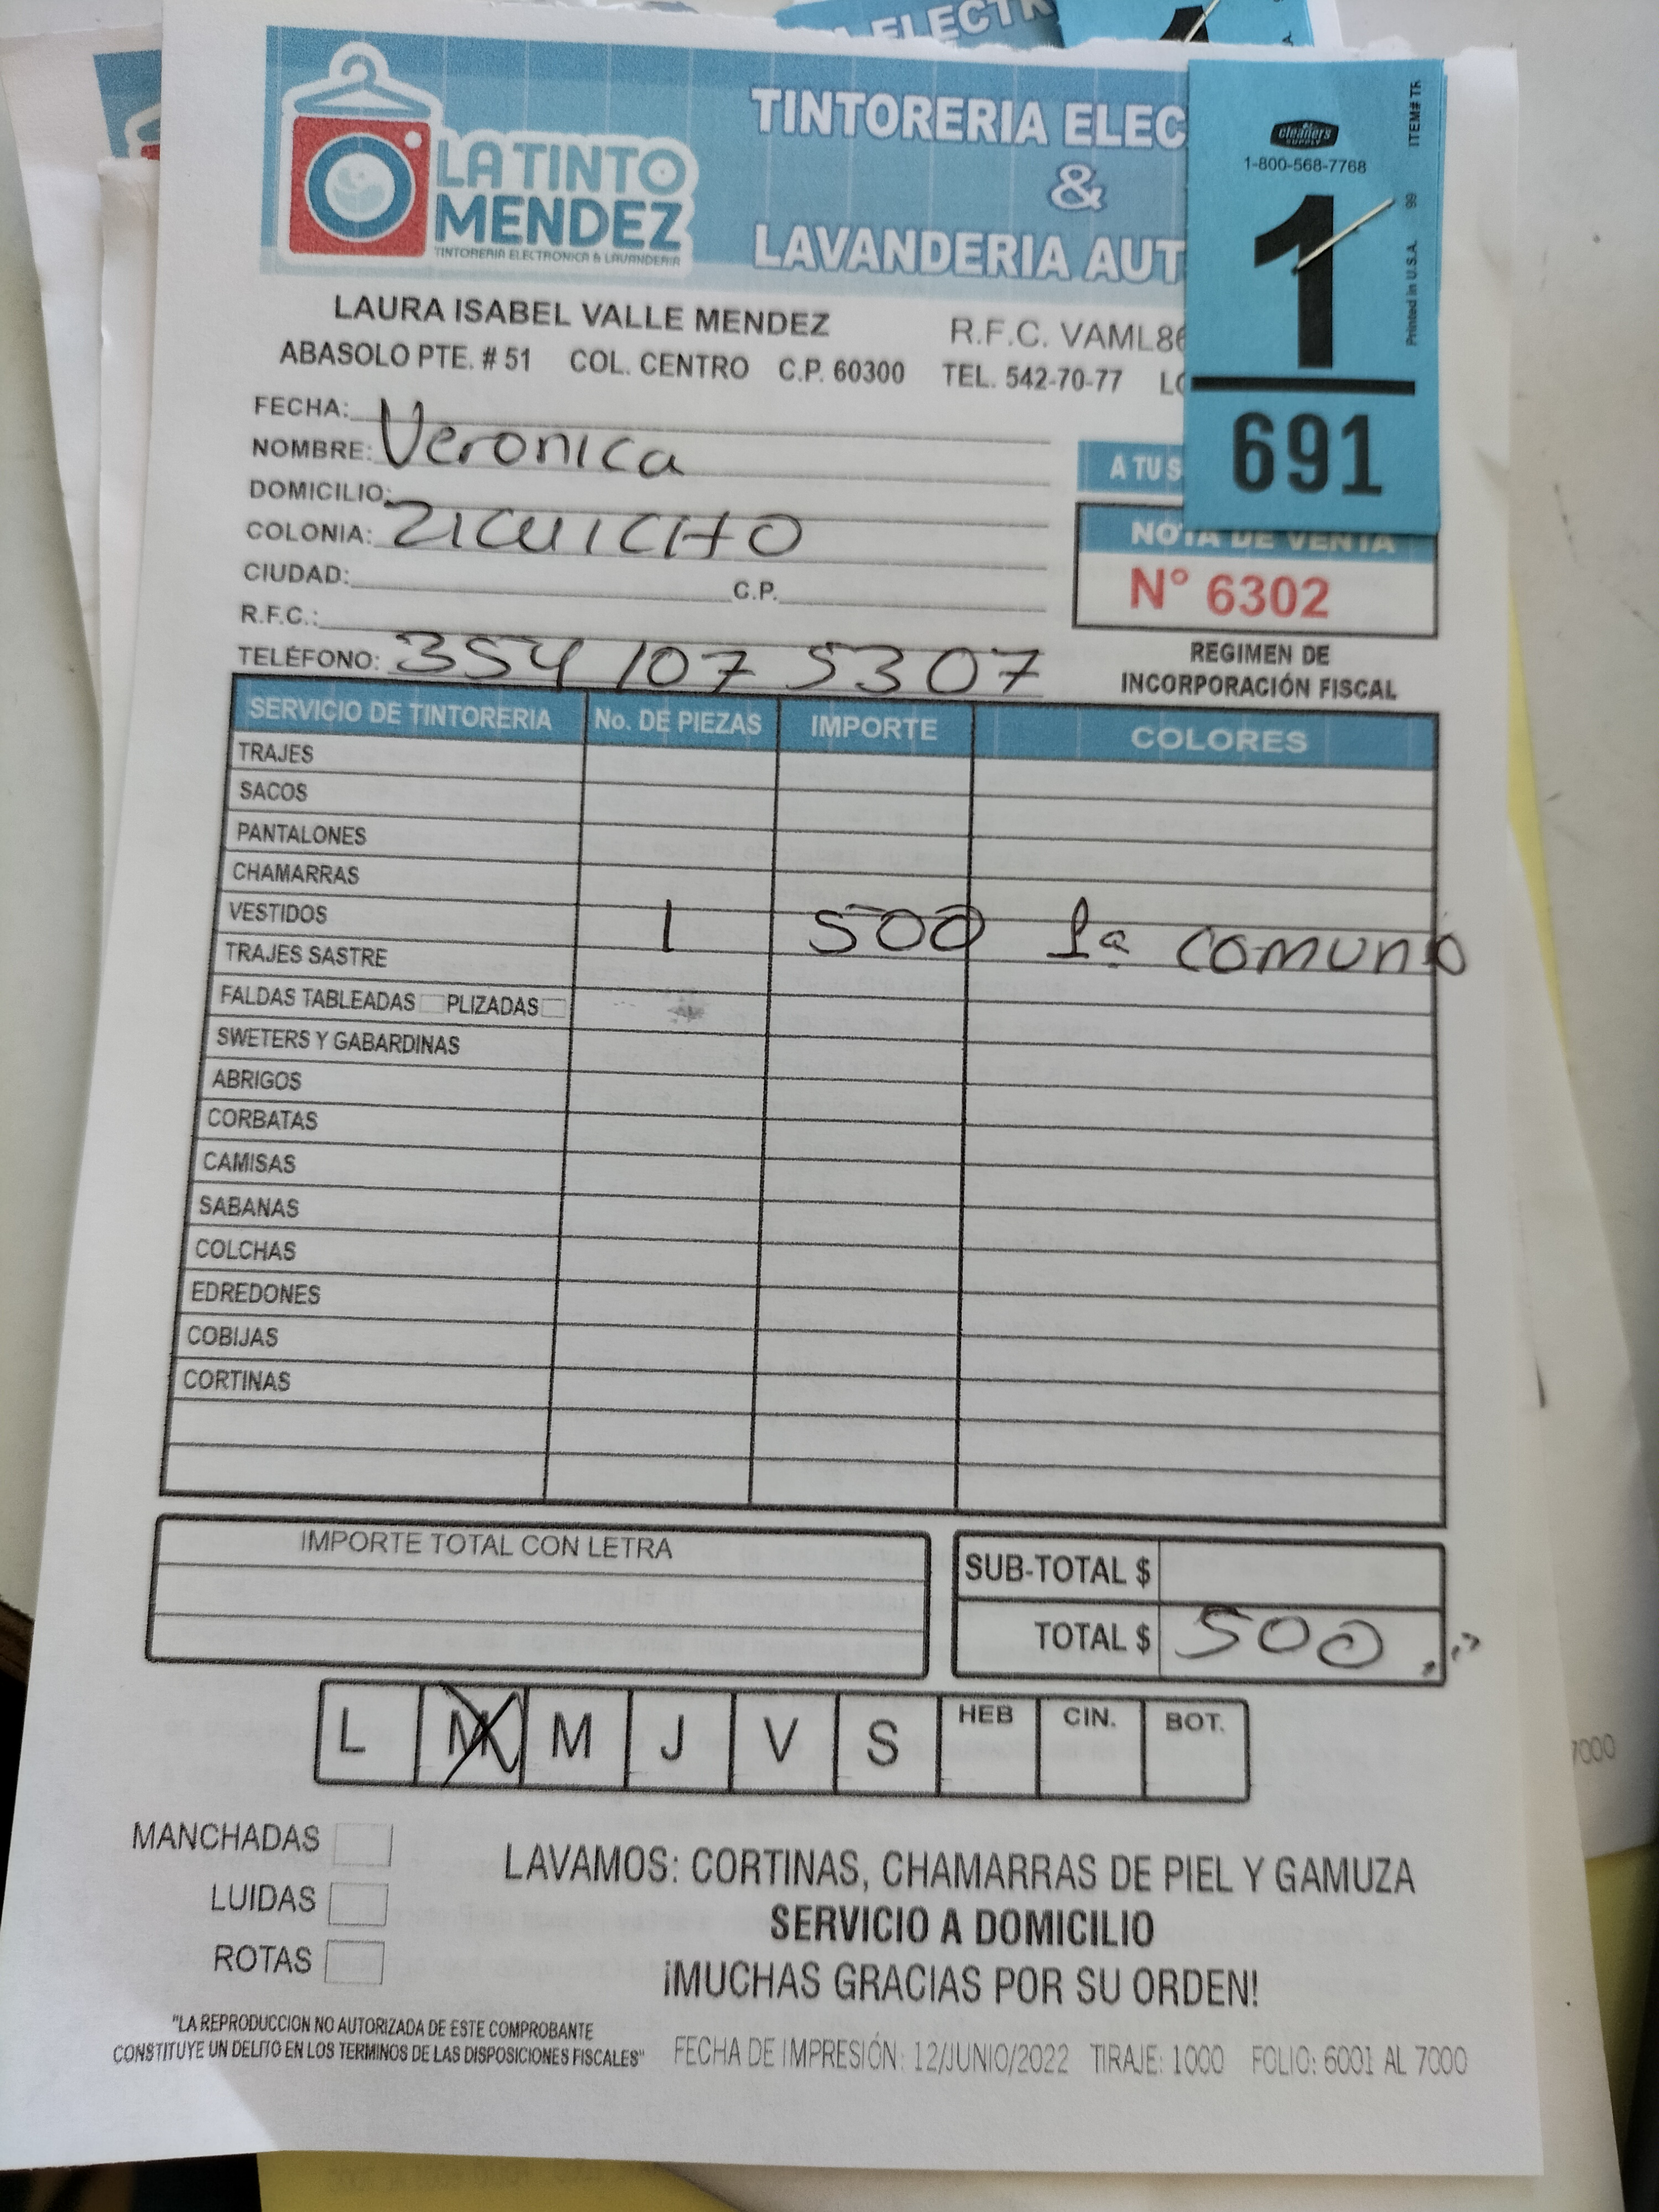 ELECTR
LA TINTO
MENDEZ
TINTORERIA ELECTRONICA & LAVANDERIA
TINTORERIA ELEC
&
LAVANDERIA AUT
cleaners
SUPPLY
1-800-568-7768
1
691
Printed in U.S.A. 99 ITEM# TR
LAURA ISABEL VALLE MENDEZ R.F.C. VAML86
ABASOLO PTE. # 51 COL. CENTRO C.P. 60300 TEL. 542-70-77
FECHA:
NOMBRE: Veronica
A TU S
DOMICILIO:
COLONIA: ZICUICHO
NOTA DE VENTA
CIUDAD: C.P.
N° 6302
R.F.C.:
TELÉFONO: 354 107 5307
REGIMEN DE
INCORPORACIÓN FISCAL
SERVICIO DE TINTORERIA No. DE PIEZAS IMPORTE COLORES
TRAJES
SACOS
PANTALONES
CHAMARRAS
VESTIDOS 1 500 1a comuno
TRAJES SASTRE
FALDAS TABLEADAS PLIZADAS
SWETERS Y GABARDINAS
ABRIGOS
CORBATAS
CAMISAS
SABANAS
COLCHAS
EDREDONES
COBIJAS
CORTINAS
IMPORTE TOTAL CON LETRA
SUB-TOTAL $
TOTAL $ 500
L M M J V S HEB CIN. BOT.
MANCHADAS
LUIDAS
ROTAS
LAVAMOS: CORTINAS, CHAMARRAS DE PIEL Y GAMUZA
SERVICIO A DOMICILIO
¡MUCHAS GRACIAS POR SU ORDEN!
"LA REPRODUCCION NO AUTORIZADA DE ESTE COMPROBANTE
CONSTITUYE UN DELITO EN LOS TERMINOS DE LAS DISPOSICIONES FISCALES"
FECHA DE IMPRESIÓN: 12/JUNIO/2022 TIRAJE: 1000 FOLIO: 6001 AL 7000
7000